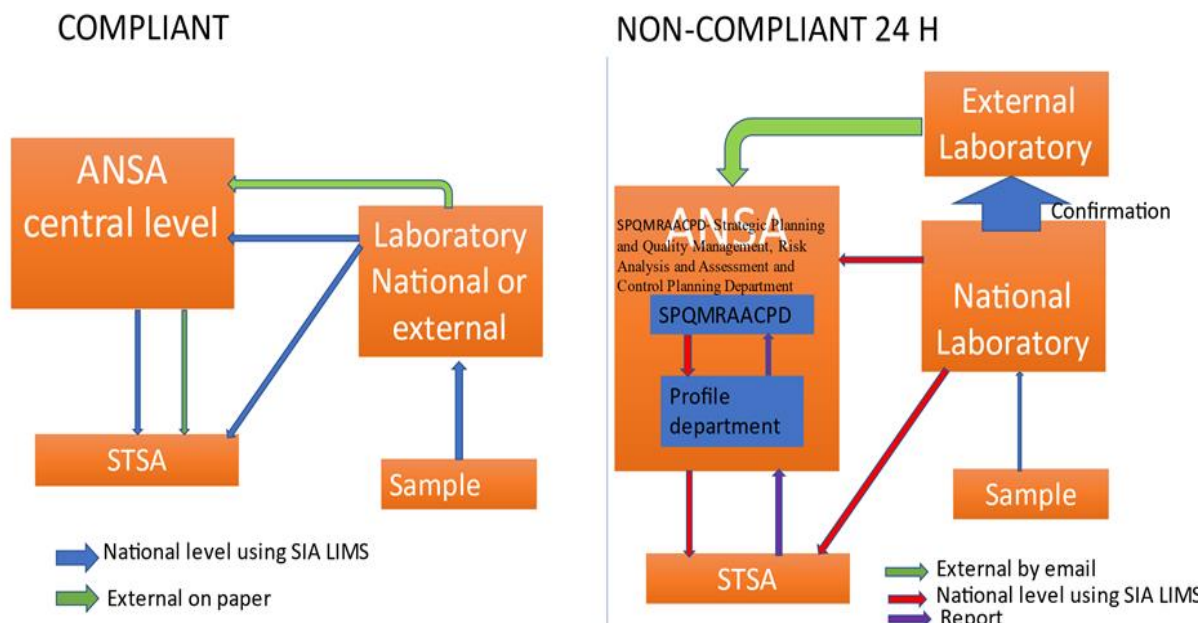 COMPLIANT
ANSA
central level
Laboratory
National or
external
STSA
Sample
National level using SIA LIMS
External on paper
NON-COMPLIANT 24 H
External
Laboratory
Confirmation
ANSA
SPQMRAACPD- Strategic Planning
and Quality Management, Risk
Analysis and Assessment and
Control Planning Department
SPQMRAACPD
Profile
department
National
Laboratory
Sample
STSA
External by email
National level using SIA LIMS
Report